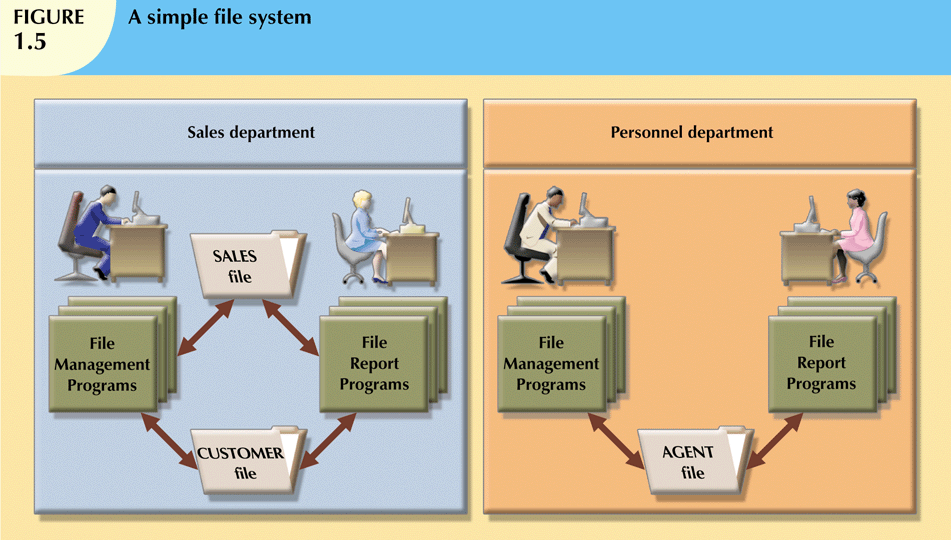 FIGURE
1.5
A simple file system
Sales department
SALES
file
File
Management
Programs
File
Report
Programs
CUSTOMER
file
Personnel department
File
Management
Programs
File
Report
Programs
AGENT
file